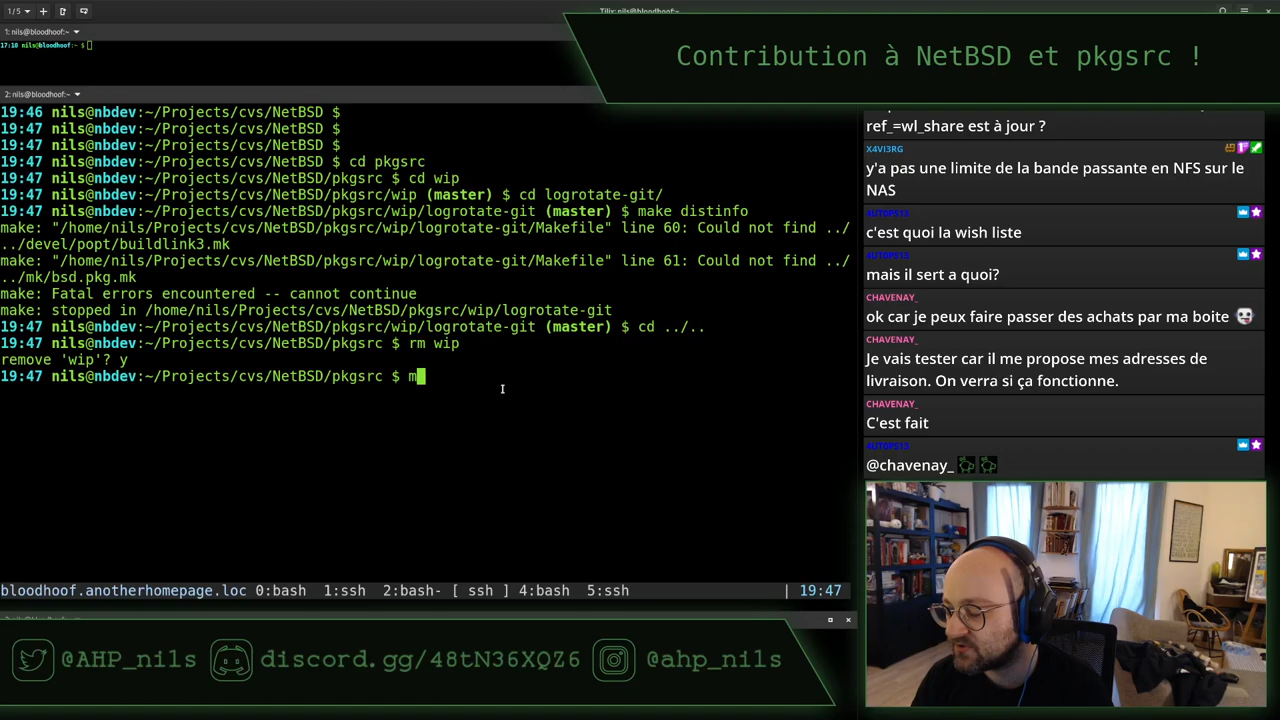 1/5
Tilix: nils@bloodhoof:~
1: nils@bloodhoof:~
17:18 nils@bloodhoof:~ $
Contribution à NetBSD et pkgsrc !
2: nils@bloodhoof:~
19:46 nils@nbdev:~/Projects/cvs/NetBSD $
19:47 nils@nbdev:~/Projects/cvs/NetBSD $
19:47 nils@nbdev:~/Projects/cvs/NetBSD $
19:47 nils@nbdev:~/Projects/cvs/NetBSD $ cd pkgsrc
19:47 nils@nbdev:~/Projects/cvs/NetBSD/pkgsrc $ cd wip
19:47 nils@nbdev:~/Projects/cvs/NetBSD/pkgsrc/wip (master) $ cd logrotate-git/
19:47 nils@nbdev:~/Projects/cvs/NetBSD/pkgsrc/wip/logrotate-git (master) $ make distinfo
make: "/home/nils/Projects/cvs/NetBSD/pkgsrc/wip/logrotate-git/Makefile" line 60: Could not find ../
../devel/popt/buildlink3.mk
make: "/home/nils/Projects/cvs/NetBSD/pkgsrc/wip/logrotate-git/Makefile" line 61: Could not find ../
../mk/bsd.pkg.mk
make: Fatal errors encountered -- cannot continue
make: stopped in /home/nils/Projects/cvs/NetBSD/pkgsrc/wip/logrotate-git
19:47 nils@nbdev:~/Projects/cvs/NetBSD/pkgsrc/wip/logrotate-git (master) $ cd ../..
19:47 nils@nbdev:~/Projects/cvs/NetBSD/pkgsrc $ rm wip
remove 'wip'? y
19:47 nils@nbdev:~/Projects/cvs/NetBSD/pkgsrc $ m
bloodhoof.anotherhomepage.loc 0:bash 1:ssh 2:bash- [ ssh ] 4:bash 5:ssh | 19:47
ref_=wl_share est à jour ?
X4VI3RG
y'a pas une limite de la bande passante en NFS sur le
NAS
4UT0PS13
c'est quoi la wish liste
4UT0PS13
mais il sert a quoi?
CHAVENAY_
ok car je peux faire passer des achats par ma boite
CHAVENAY_
Je vais tester car il me propose mes adresses de
livraison. On verra si ça fonctionne.
CHAVENAY_
C'est fait
4UT0PS13
@chavenay_
@AHP_nils
discord.gg/48tN36XQZ6
@ahp_nils